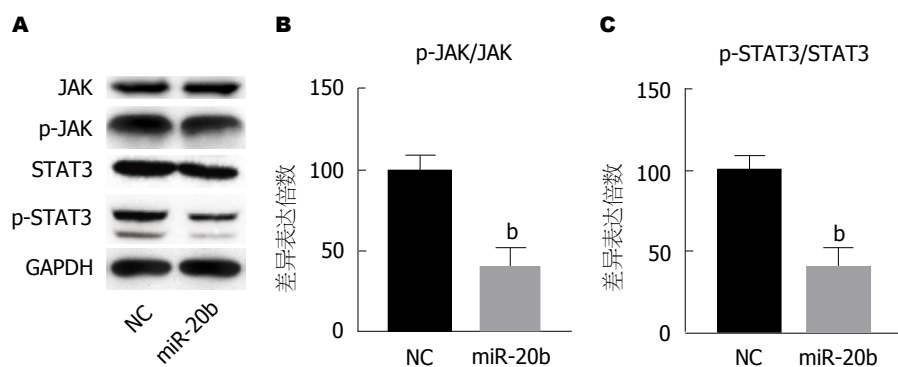 A
JAK
p-JAK
STAT3
p-STAT3
GAPDH
NC
miR-20b
B
p-JAK/JAK
差异表达倍数
150
100
50
0
b
NC
miR-20b
C
p-STAT3/STAT3
差异表达倍数
150
100
50
0
b
NC
miR-20b